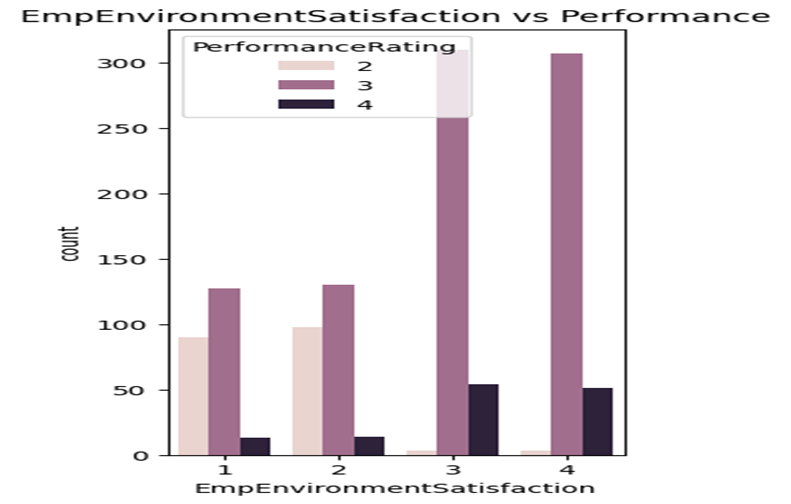 EmpEnvironmentSatisfaction vs Performance
PerformanceRating
2
3
4
300
250
200
150
100
50
0
count
1 2 3 4
EmpEnvironmentSatisfaction